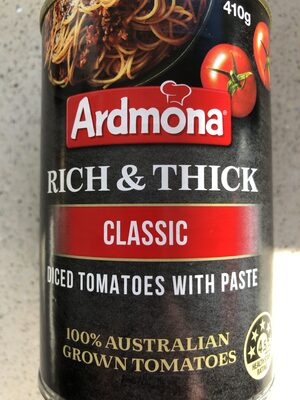 410g
Ardmona
RICH & THICK
CLASSIC
DICED TOMATOES WITH PASTE
100% AUSTRALIAN
GROWN TOMATOES